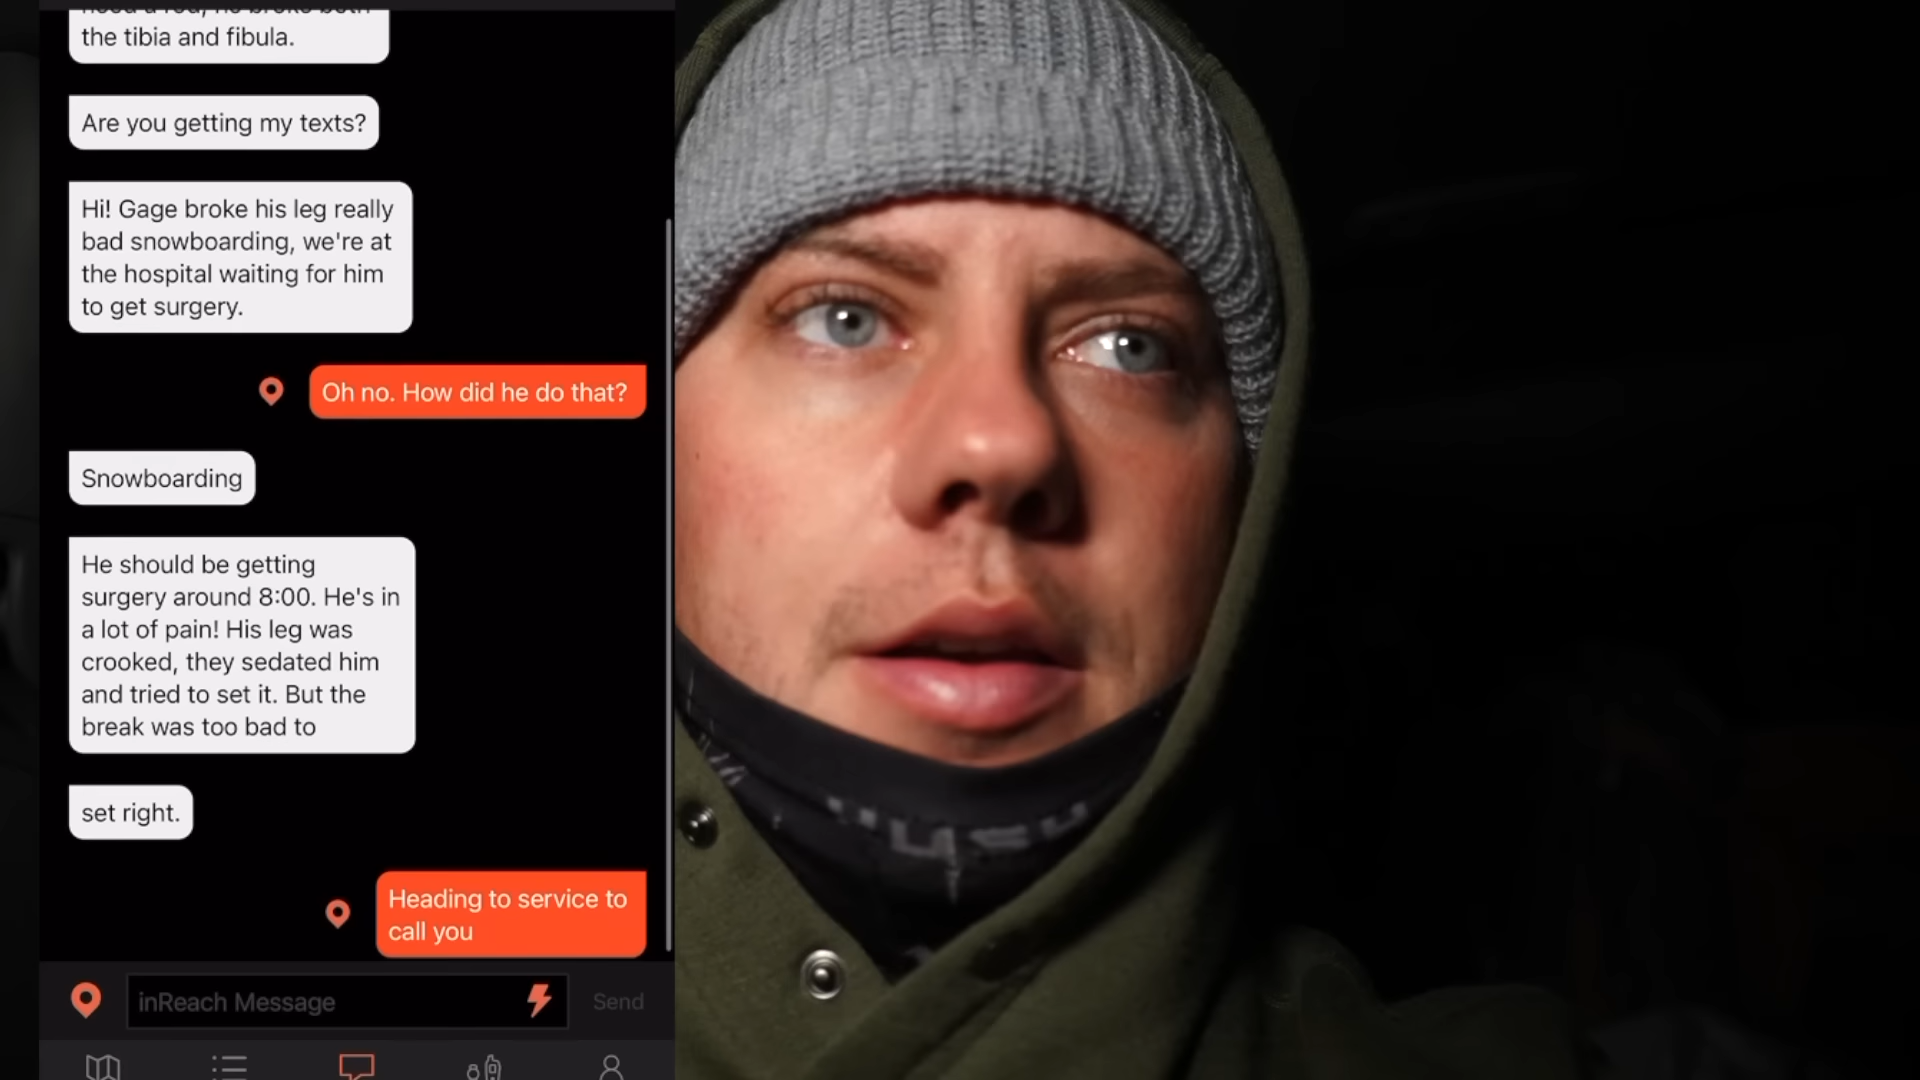 the tibia and fibula.
Are you getting my texts?
Hi! Gage broke his leg really
bad snowboarding, we're at
the hospital waiting for him
to get surgery.
Oh no. How did he do that?
Snowboarding
He should be getting
surgery around 8:00. He's in
a lot of pain! His leg was
crooked, they sedated him
and tried to set it. But the
break was too bad to
set right.
Heading to service to
call you
inReach Message
Send